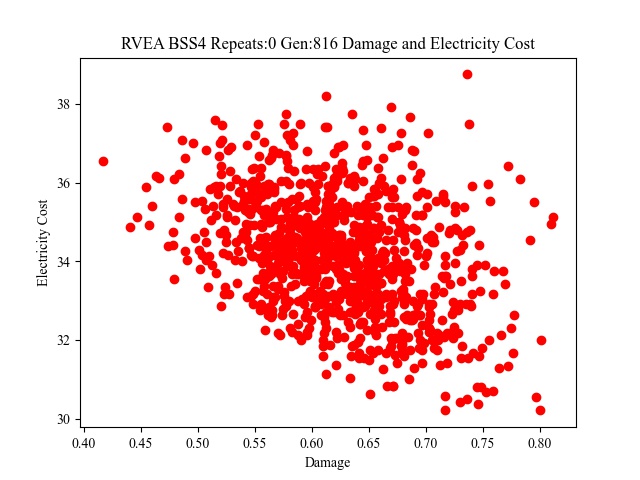 RVEA BSS4 Repeats:0 Gen:816 Damage and Electricity Cost
38
36
34
32
30
Electricity Cost
0.40 0.45 0.50 0.55 0.60 0.65 0.70 0.75 0.80
Damage